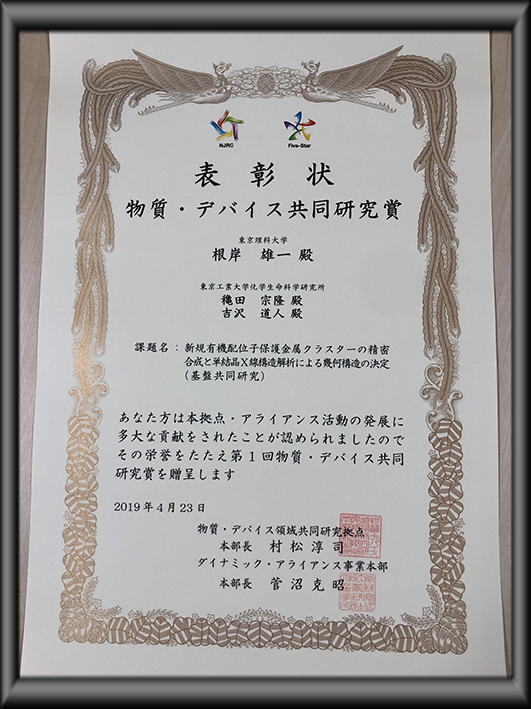 NJRC Five-Star
表彰状
物質・デバイス共同研究賞
東京理科大学
根岸 雄一 殿
東京工業大学化学生命科学研究所
穐田 宗隆 殿
吉沢 道人 殿
課題名：新規有機配位子保護金属クラスターの精密
合成と単結晶X線構造解析による幾何構造の決定
(基盤共同研究)
あなた方は本拠点・アライアンス活動の発展に
多大な貢献をされたことが認められましたので
その栄誉をたたえ第1回物質・デバイス共同
研究賞を贈呈します
2019年4月23日
物質・デバイス領域共同研究拠点
本部長 村松淳司
ダイナミック・アライアンス事業本部
本部長 菅沼克昭